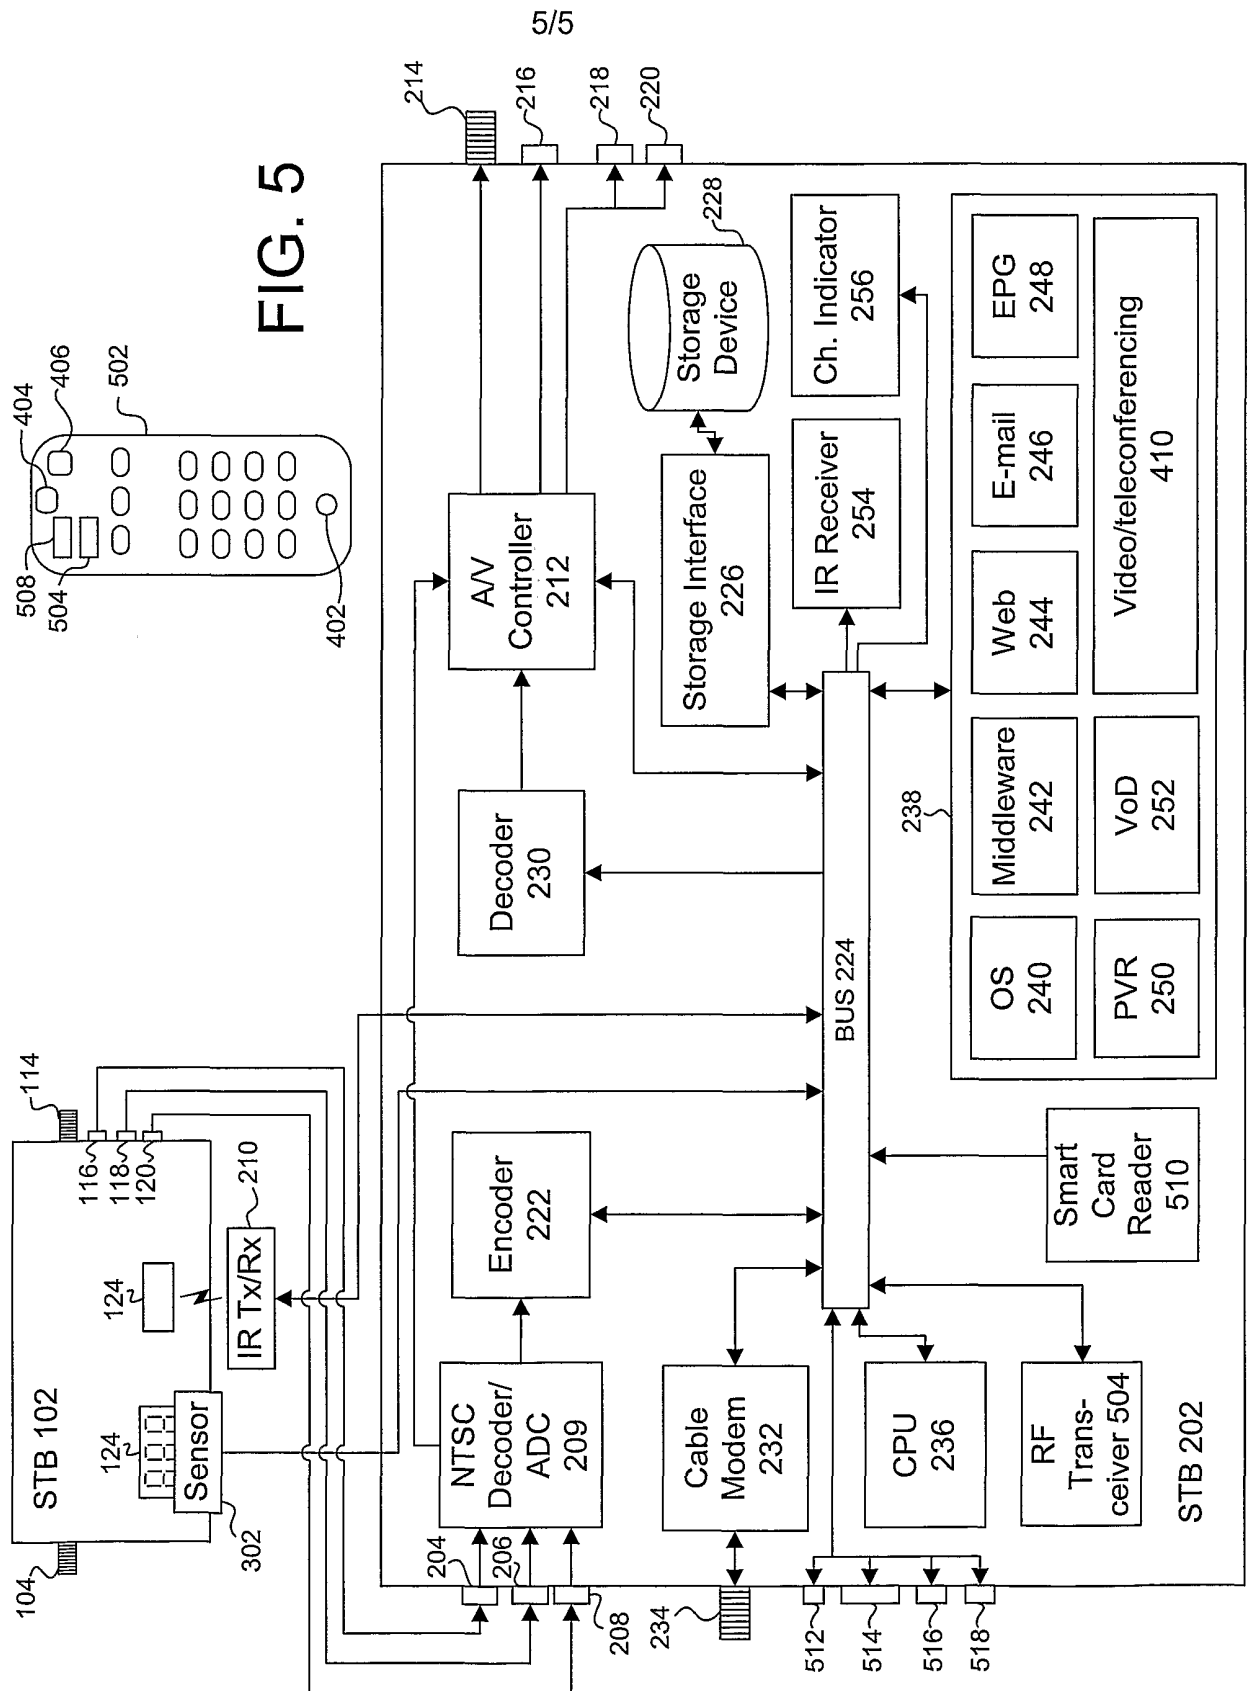 5/5
FIG. 5
404
406
502
508
504
402
STB 102
104
114
116
118
120
124
124
Sensor
302
IR Tx/Rx
210
204
206
208
NTSC
Decoder/
ADC
209
Encoder
222
Decoder
230
A/V
Controller
212
214
216
218
220
Storage
Device
228
Storage Interface
226
IR Receiver
254
Ch. Indicator
256
BUS 224
234
Cable
Modem
232
CPU
236
RF
Trans-
ceiver 504
512
514
516
518
Smart
Card
Reader
510
238
OS
240
Middleware
242
Web
244
E-mail
246
EPG
248
PVR
250
VoD
252
Video/teleconferencing
410
STB 202